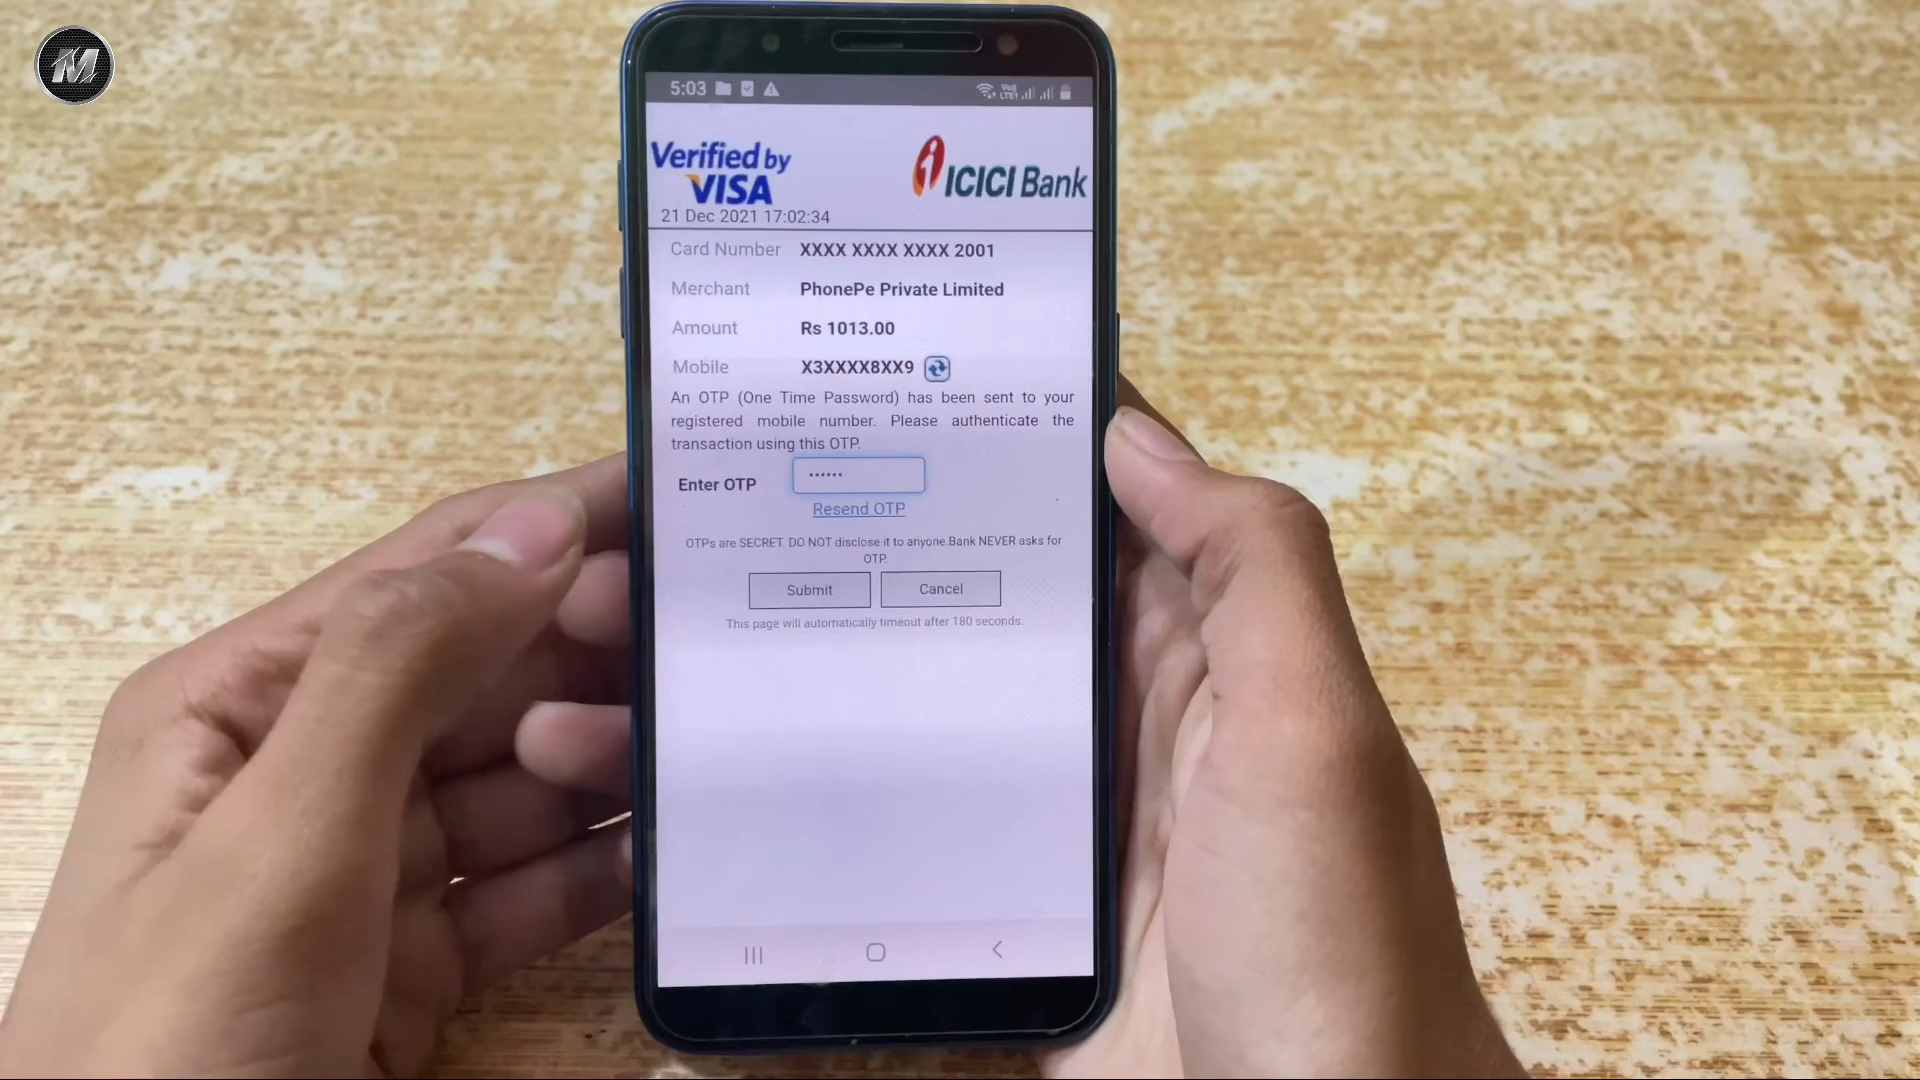 M
5:03
Vo)) LTE1
Verified by
VISA
ICICI Bank
21 Dec 2021 17:02:34
Card Number XXXX XXXX XXXX 2001
Merchant PhonePe Private Limited
Amount Rs 1013.00
Mobile X3XXXX8XX9
An OTP (One Time Password) has been sent to your
registered mobile number. Please authenticate the
transaction using this OTP.
Enter OTP ••••••
Resend OTP
OTPs are SECRET. DO NOT disclose it to anyone.Bank NEVER asks for
OTP.
Submit Cancel
This page will automatically timeout after 180 seconds.